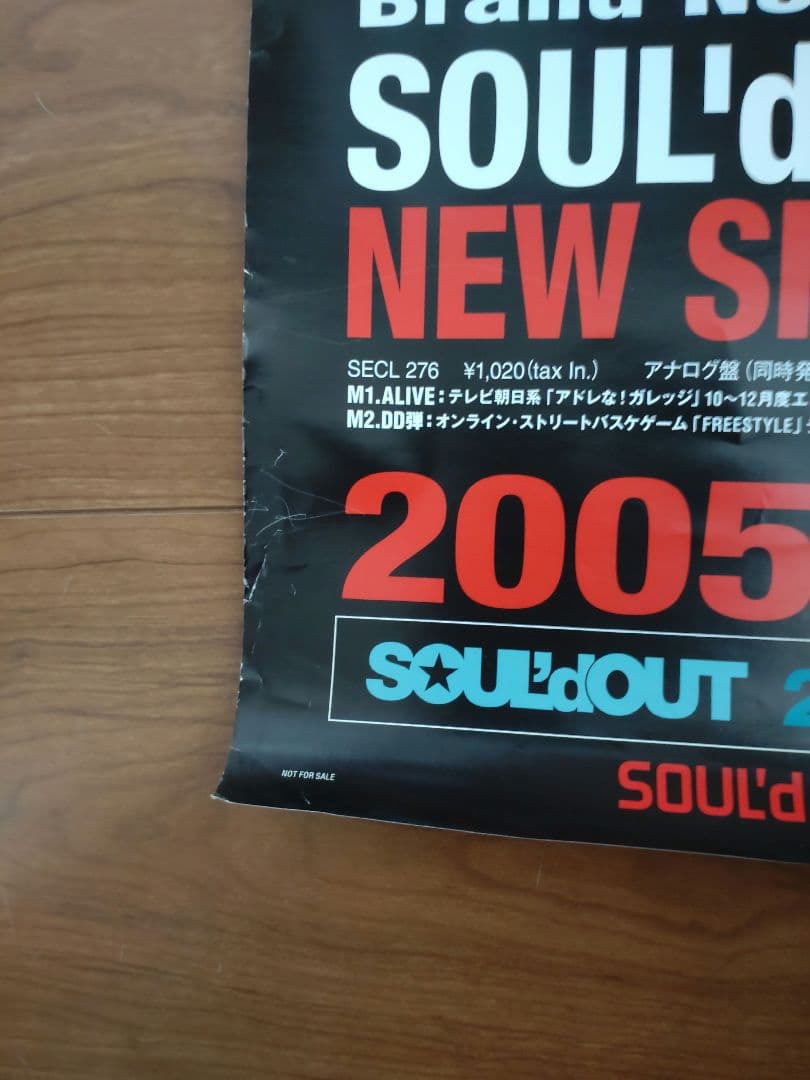 Brand N
SOUL'd
NEW SI
SECL 276 ¥1,020(tax In.) アナログ盤(同時発
M1.ALIVE:テレビ朝日系「アドレな!ガレッジ」10〜12月度エ
M2.DD弾:オンライン・ストリートバスケゲーム「FREESTYLE」
2005
SOUL'dOUT 2
NOT FOR SALE
SOUL'd